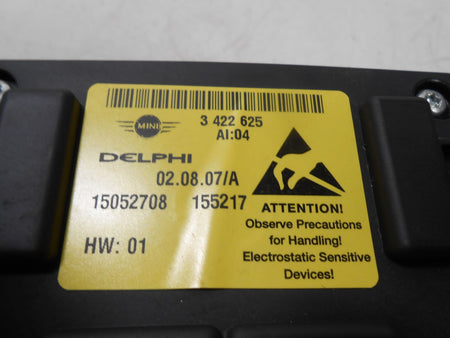 3 422 625
MINI
AI:04
DELPHI
02.08.07/A
15052708 155217
HW: 01
ATTENTION!
Observe Precautions
for Handling!
Electrostatic Sensitive
Devices!